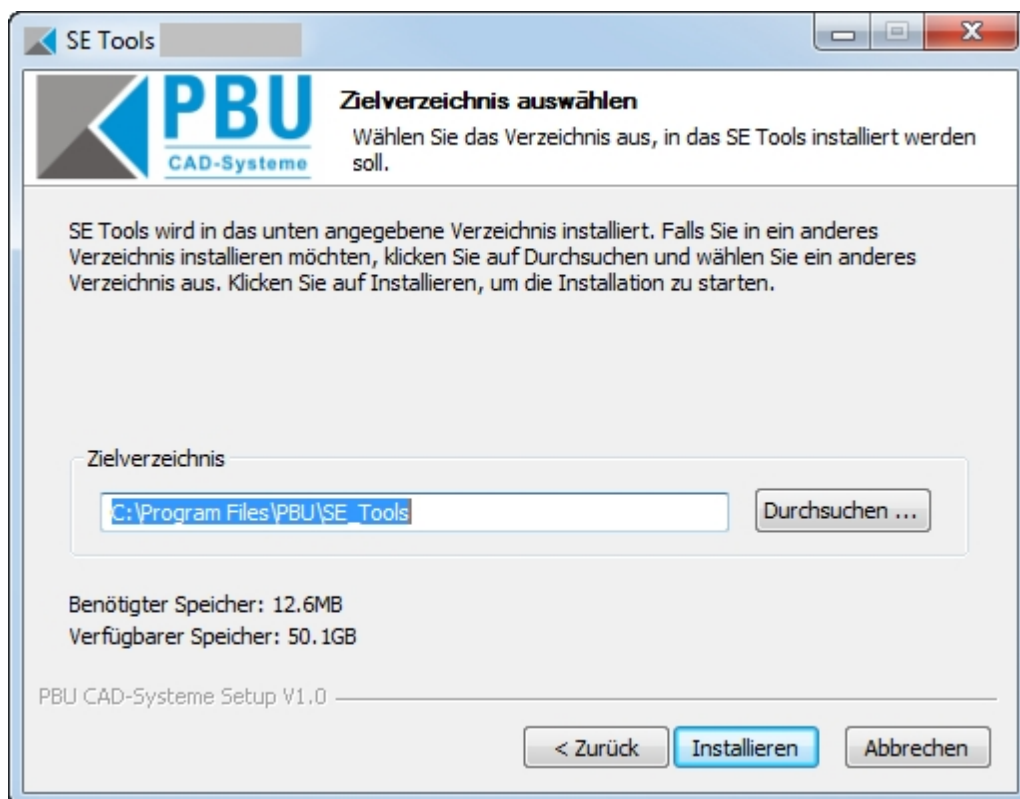 SE Tools
PBU
CAD-Systeme
Zielverzeichnis auswählen
Wählen Sie das Verzeichnis aus, in das SE Tools installiert werden
soll.
SE Tools wird in das unten angegebene Verzeichnis installiert. Falls Sie in ein anderes
Verzeichnis installieren möchten, klicken Sie auf Durchsuchen und wählen Sie ein anderes
Verzeichnis aus. Klicken Sie auf Installieren, um die Installation zu starten.
Zielverzeichnis
C:\Program Files\PBU\SE_Tools
Durchsuchen ...
Benötigter Speicher: 12.6MB
Verfügbarer Speicher: 50.1GB
PBU CAD-Systeme Setup V1.0
< Zurück
Installieren
Abbrechen